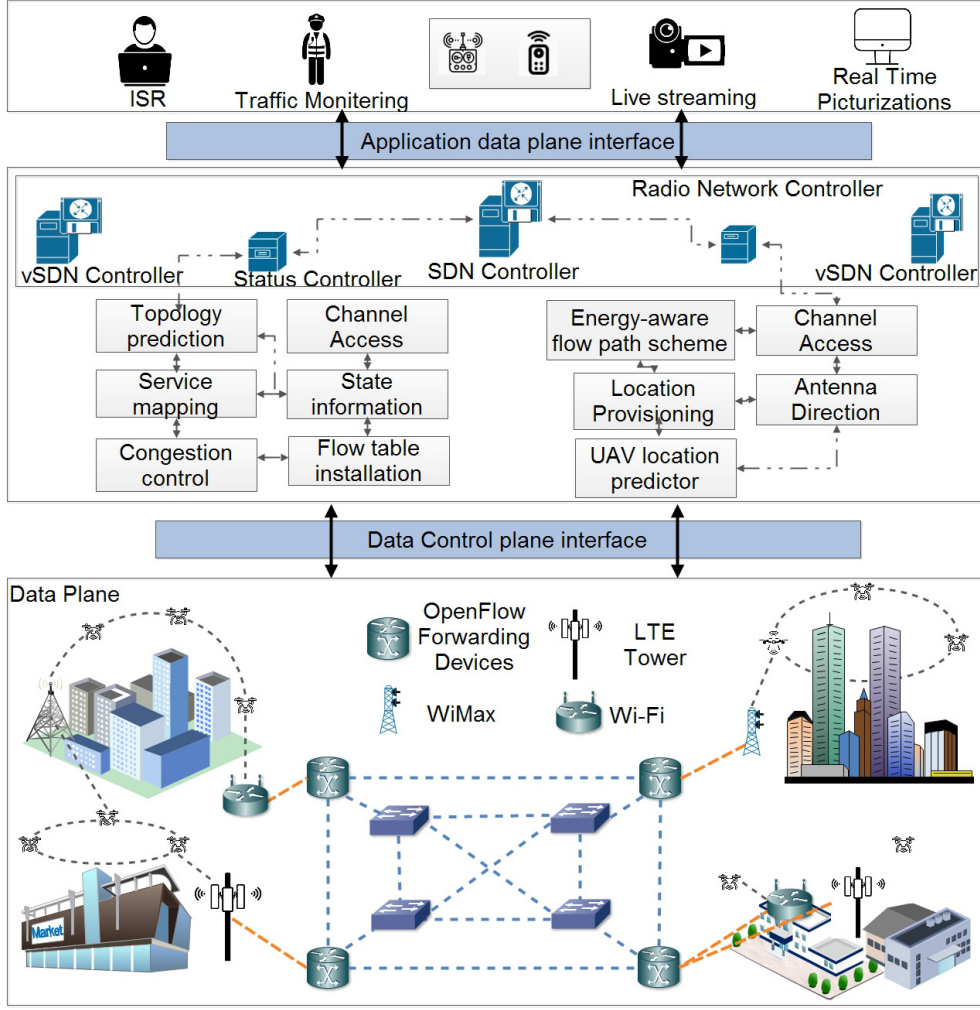 ISR
Traffic Monitering
Live streaming
Real Time
Picturizations
Application data plane interface
Radio Network Controller
vSDN Controller
Status Controller
SDN Controller
vSDN Controller
Topology
prediction
Channel
Access
Energy-aware
flow path scheme
Channel
Access
Service
mapping
State
information
Location
Provisioning
Antenna
Direction
Congestion
control
Flow table
installation
UAV location
predictor
Data Control plane interface
Data Plane
OpenFlow
Forwarding
Devices
LTE
Tower
WiMax
Wi-Fi
Market